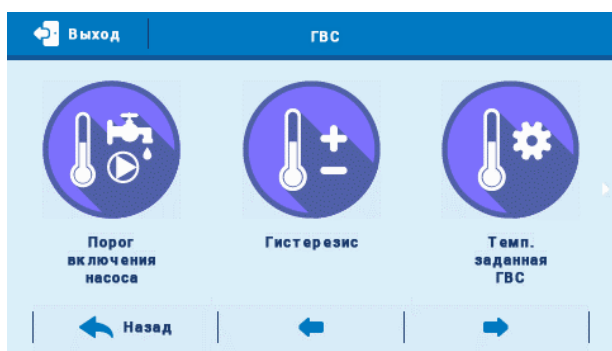 Выход
ГВС
Порог
включения
насоса
Гистерезис
Темп.
заданная
ГВС
Назад